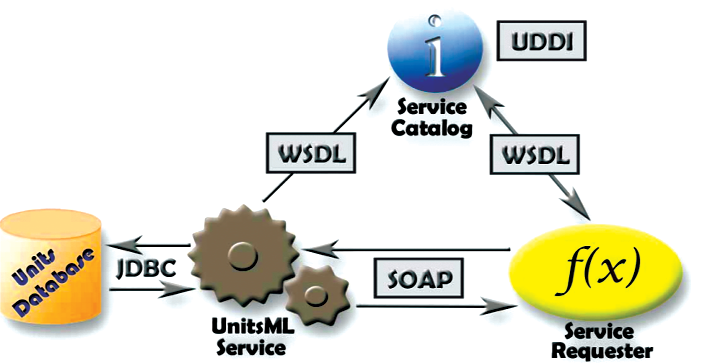 i
UDDI
Service
Catalog
WSDL
WSDL
Units
Database
JDBC
SOAP
f(x)
UnitsML
Service
Service
Requester